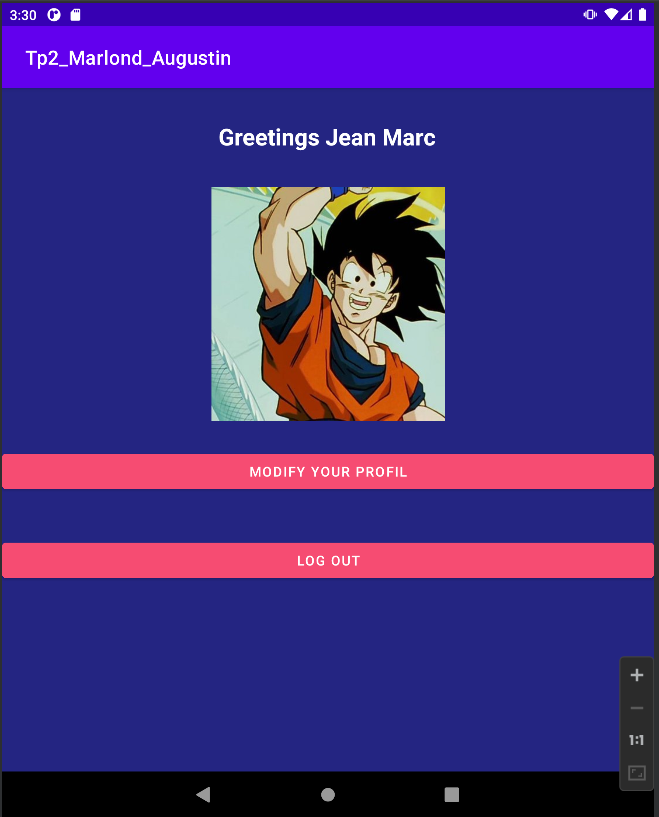 3:30
Tp2_Marlond_Augustin
Greetings Jean Marc
MODIFY YOUR PROFIL
LOG OUT
1:1